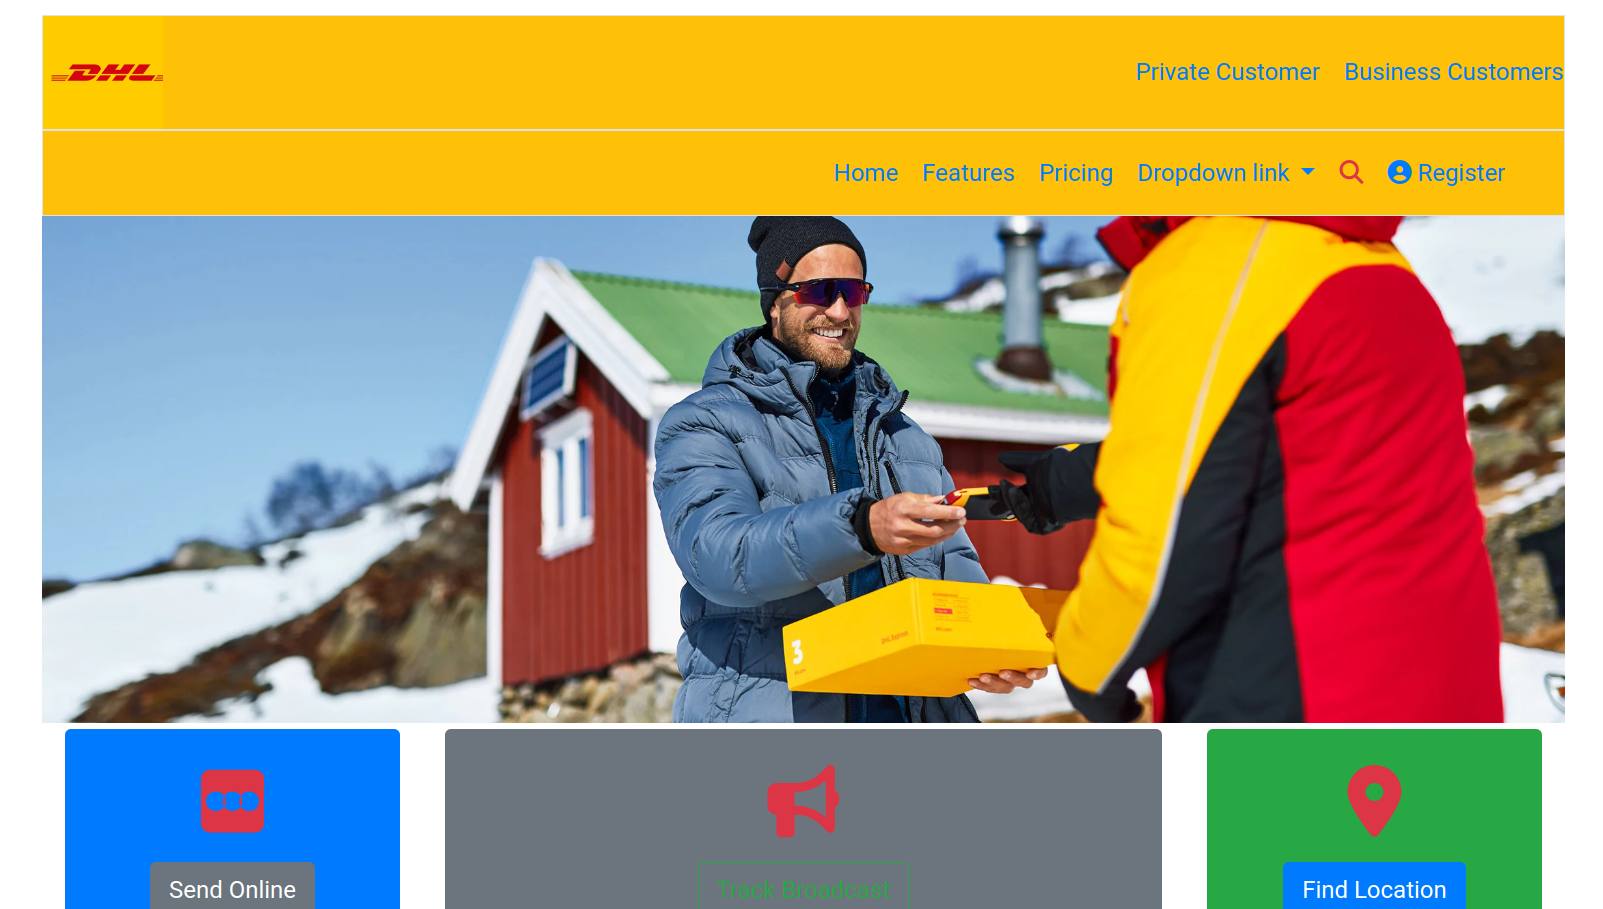 DHL
Private Customer Business Customers
Home Features Pricing Dropdown link Register
3
Send Online
Track Broadcast
Find Location